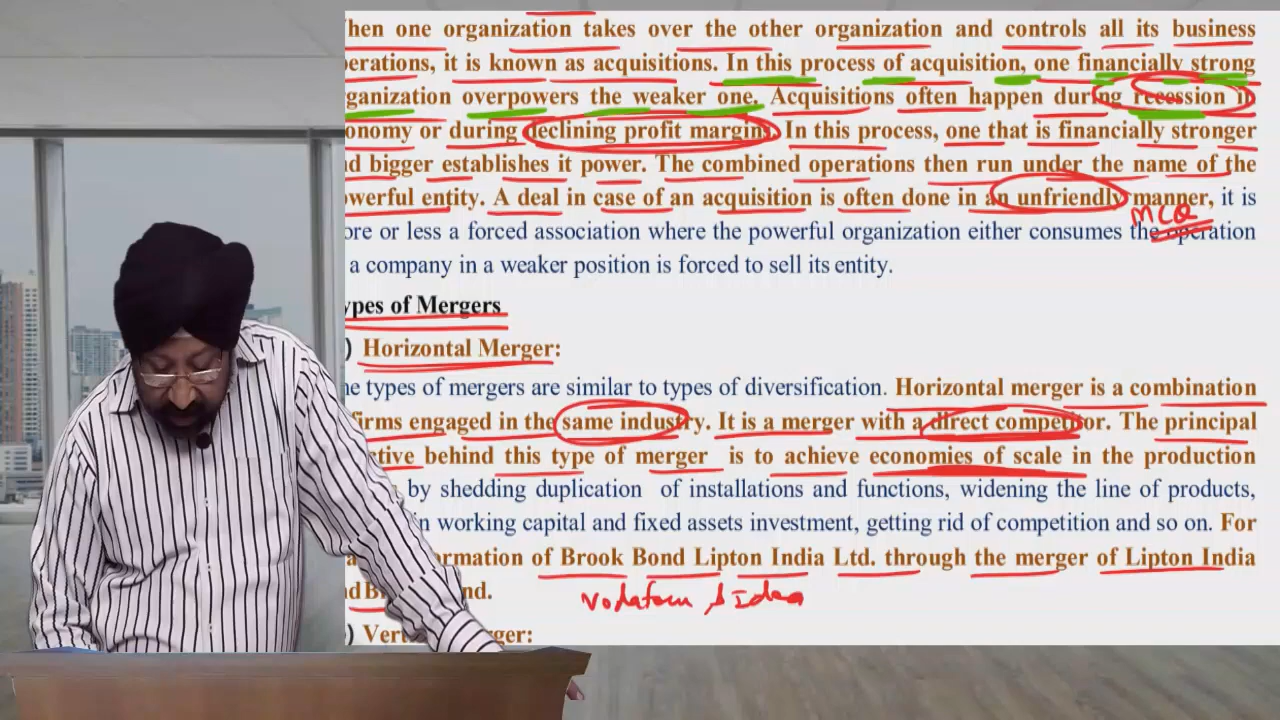 hen one organization takes over the other organization and controls all its business
erations, it is known as acquisitions. In this process of acquisition, one financially strong
ganization overpowers the weaker one. Acquisitions often happen during recession in
onomy or during declining profit margins. In this process, one that is financially stronger
nd bigger establishes it power. The combined operations then run under the name of the
owerful entity. A deal in case of an acquisition is often done in an unfriendly manner, it is
MCQ
ore or less a forced association where the powerful organization either consumes the operation
a company in a weaker position is forced to sell its entity.
ypes of Mergers
) Horizontal Merger:
he types of mergers are similar to types of diversification. Horizontal merger is a combination
firms engaged in the same industry. It is a merger with a direct competitor. The principal
ctive behind this type of merger is to achieve economies of scale in the production
by shedding duplication of installations and functions, widening the line of products,
in working capital and fixed assets investment, getting rid of competition and so on. For
ormation of Brook Bond Lipton India Ltd. through the merger of Lipton India
nd B nd.
Vodafone & idea
) Vert erger: